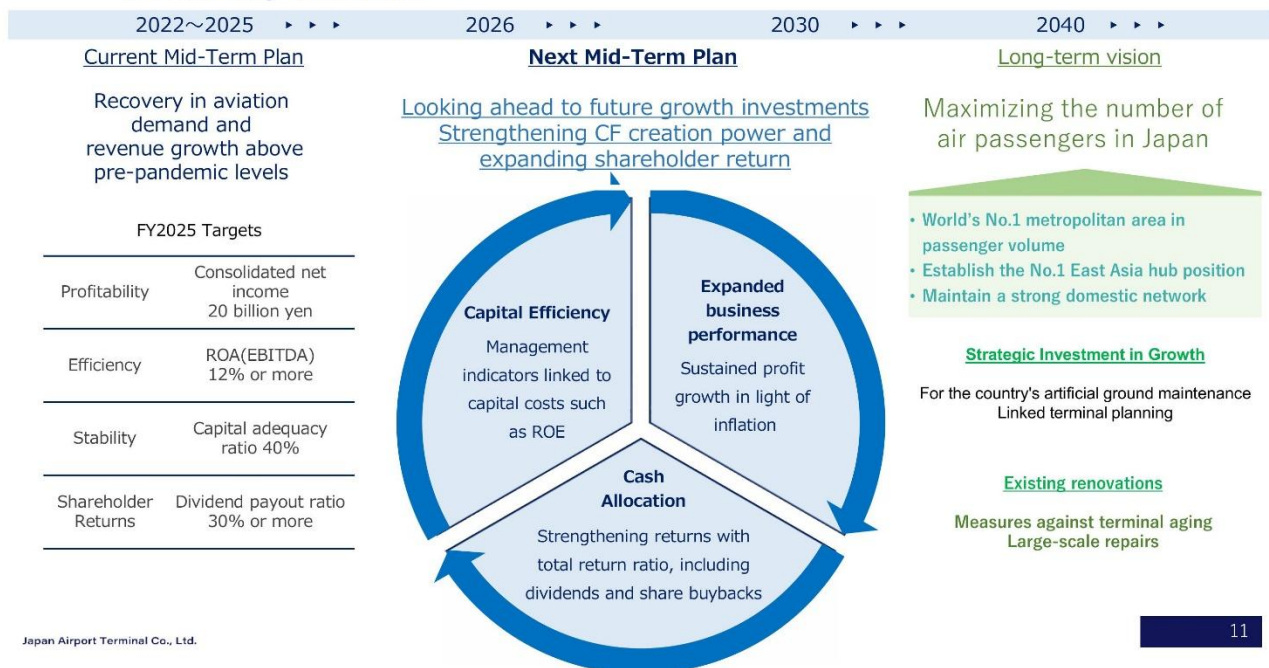 2022～2025
2026
2030
2040
Current Mid-Term Plan
Recovery in aviation
demand and
revenue growth above
pre-pandemic levels
FY2025 Targets
Profitability
Consolidated net
income
20 billion yen
Efficiency
ROA(EBITDA)
12% or more
Stability
Capital adequacy
ratio 40%
Shareholder
Returns
Dividend payout ratio
30% or more
Next Mid-Term Plan
Looking ahead to future growth investments
Strengthening CF creation power and
expanding shareholder return
Capital Efficiency
Management
indicators linked to
capital costs such
as ROE
Expanded
business
performance
Sustained profit
growth in light of
inflation
Cash
Allocation
Strengthening returns with
total return ratio, including
dividends and share buybacks
Long-term vision
Maximizing the number of
air passengers in Japan
• World's No.1 metropolitan area in
passenger volume
• Establish the No.1 East Asia hub position
• Maintain a strong domestic network
Strategic Investment in Growth
For the country's artificial ground maintenance
Linked terminal planning
Existing renovations
Measures against terminal aging
Large-scale repairs
Japan Airport Terminal Co., Ltd.
11